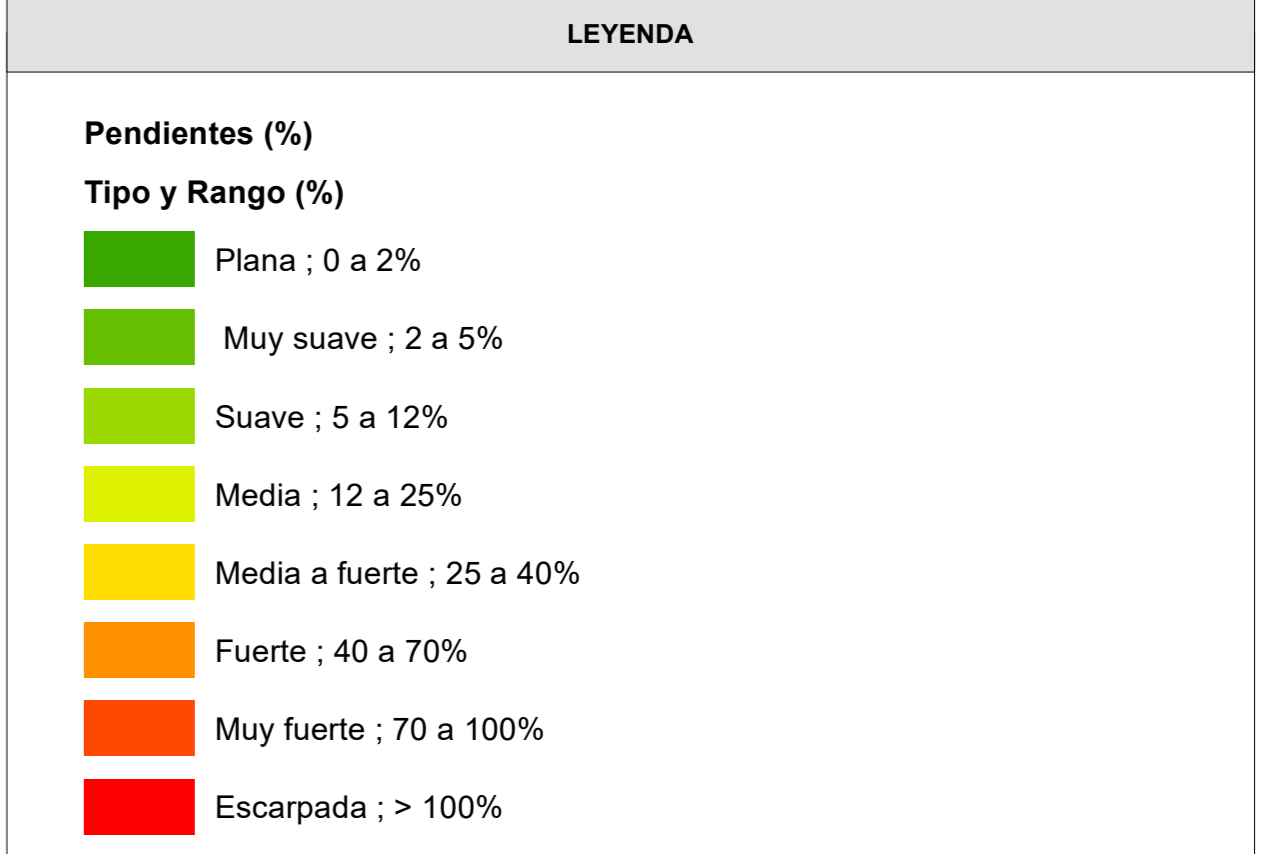 LEYENDA
Pendientes (%)
Tipo y Rango (%)
Plana ; 0 a 2%
Muy suave ; 2 a 5%
Suave ; 5 a 12%
Media ; 12 a 25%
Media a fuerte ; 25 a 40%
Fuerte ; 40 a 70%
Muy fuerte ; 70 a 100%
Escarpada ; > 100%